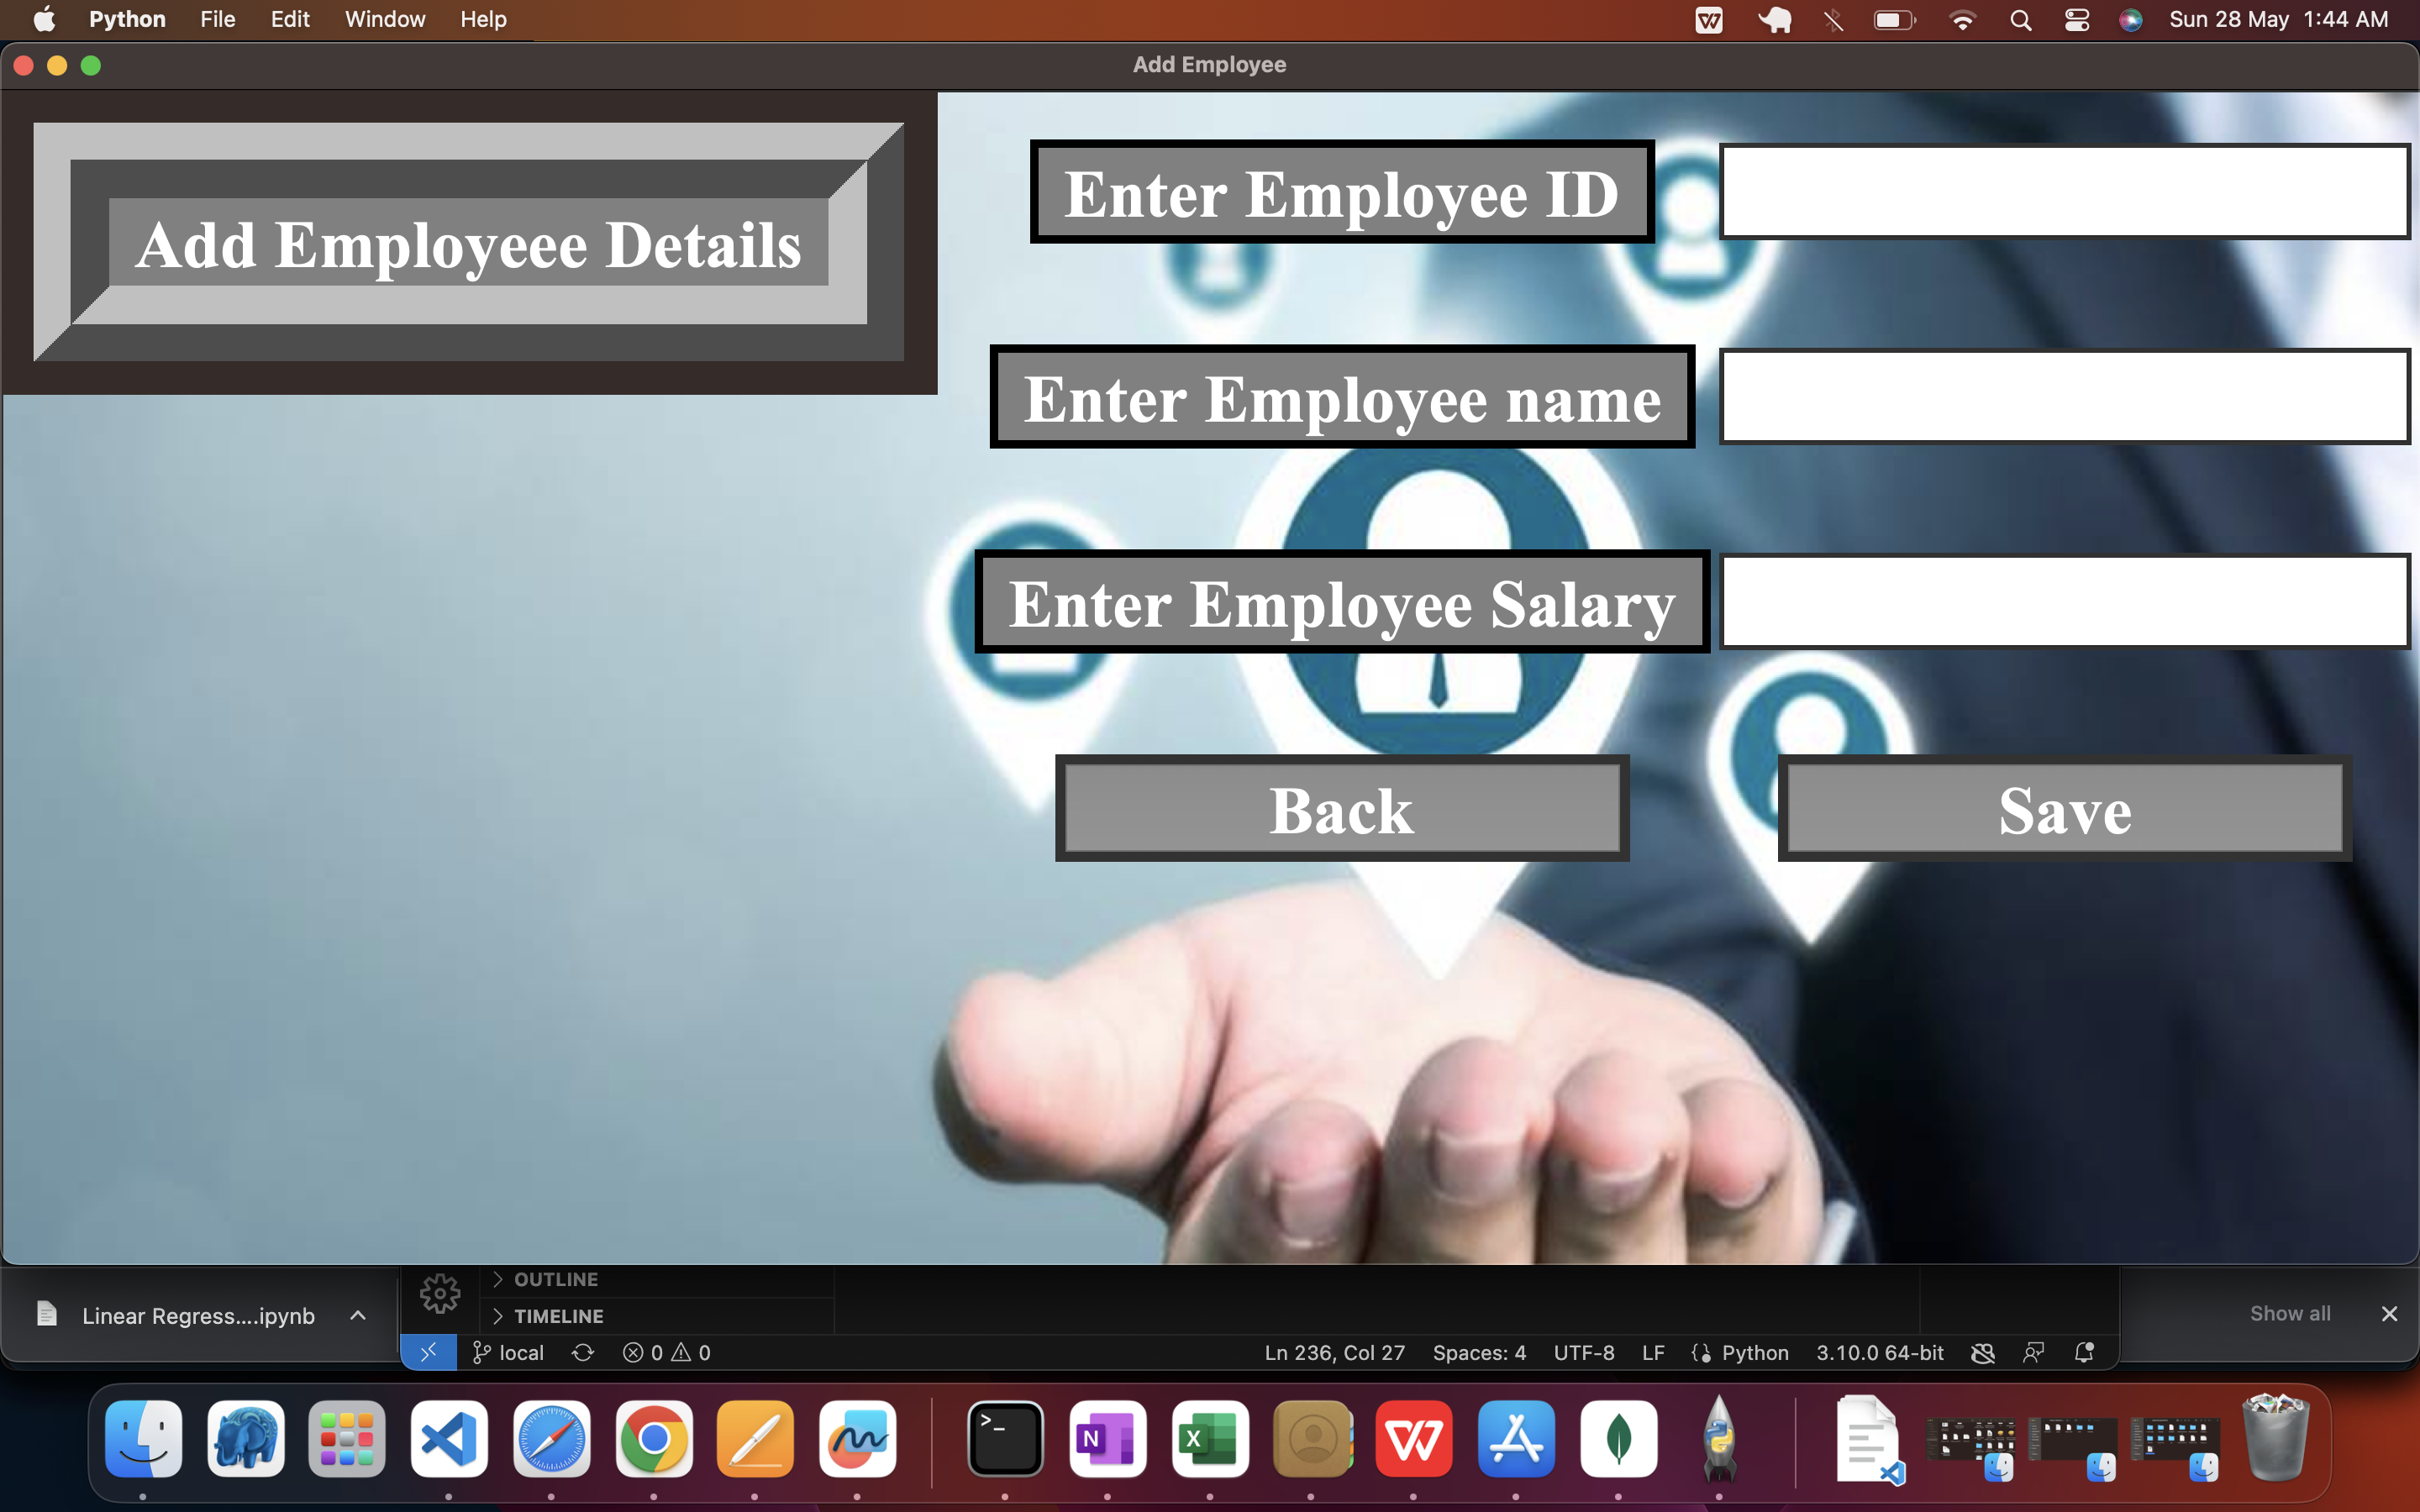 Python File Edit Window Help Sun 28 May 1:44 AM
Add Employee
Add Employeee Details
Enter Employee ID
Enter Employee name
Enter Employee Salary
Back Save
OUTLINE
Linear Regress....ipynb
TIMELINE
Show all
local 0 0 Ln 236, Col 27 Spaces: 4 UTF-8 LF Python 3.10.0 64-bit
N X